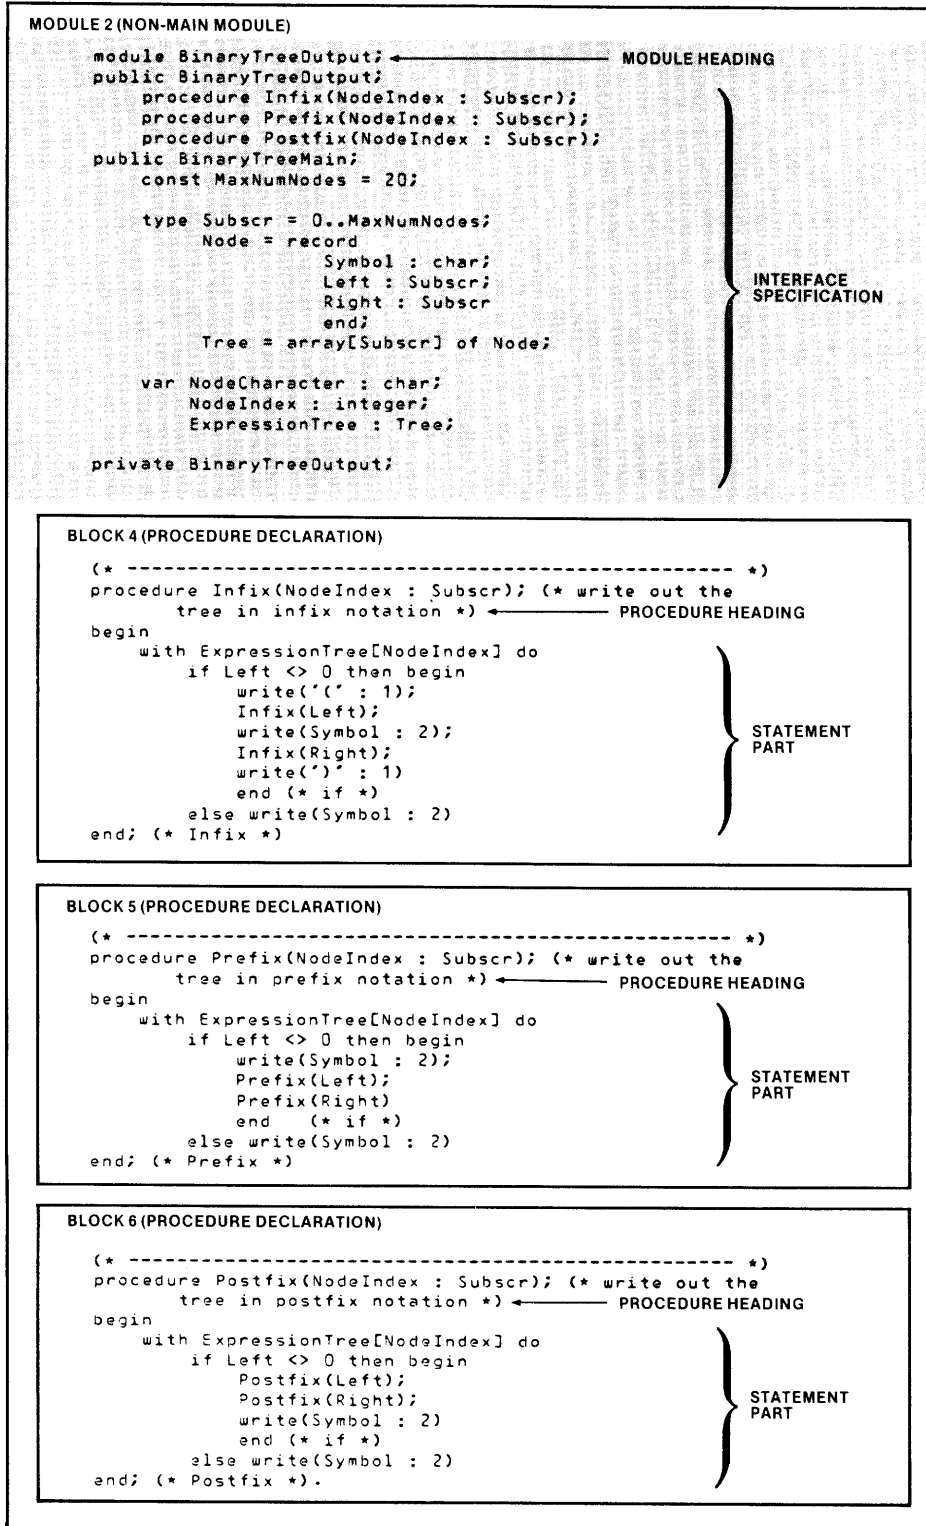 MODULE 2 (NON-MAIN MODULE)
module BinaryTreeOutput; MODULE HEADING
public BinaryTreeOutput;
procedure Infix(NodeIndex : Subscr);
procedure Prefix(NodeIndex : Subscr);
procedure Postfix(NodeIndex : Subscr);
public BinaryTreeMain;
const MaxNumNodes = 20;
type Subscr = 0..MaxNumNodes;
Node = record
Symbol : char;
Left : Subscr;
Right : Subscr
end;
Tree = array[Subscr] of Node;
INTERFACE
SPECIFICATION
var NodeCharacter : char;
NodeIndex : integer;
ExpressionTree : Tree;
private BinaryTreeOutput;
BLOCK 4 (PROCEDURE DECLARATION)
(* -------------------------------------------------- *)
procedure Infix(NodeIndex : Subscr); (* write out the
tree in infix notation *) PROCEDURE HEADING
begin
with ExpressionTree[NodeIndex] do
if Left <> 0 then begin
write('(' : 1);
Infix(Left);
write(Symbol : 2);
Infix(Right);
write(')' : 1)
end (* if *)
else write(Symbol : 2)
end; (* Infix *)
STATEMENT
PART
BLOCK 5 (PROCEDURE DECLARATION)
(* -------------------------------------------------- *)
procedure Prefix(NodeIndex : Subscr); (* write out the
tree in prefix notation *) PROCEDURE HEADING
begin
with ExpressionTree[NodeIndex] do
if Left <> 0 then begin
write(Symbol : 2);
Prefix(Left);
Prefix(Right)
end (* if *)
else write(Symbol : 2)
end; (* Prefix *)
STATEMENT
PART
BLOCK 6 (PROCEDURE DECLARATION)
(* -------------------------------------------------- *)
procedure Postfix(NodeIndex : Subscr); (* write out the
tree in postfix notation *) PROCEDURE HEADING
begin
with ExpressionTree[NodeIndex] do
if Left <> 0 then begin
Postfix(Left);
Postfix(Right);
write(Symbol : 2)
end (* if *)
else write(Symbol : 2)
end; (* Postfix *).
STATEMENT
PART